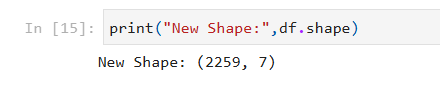 In [15]: print("New Shape:",df.shape)
New Shape: (2259, 7)